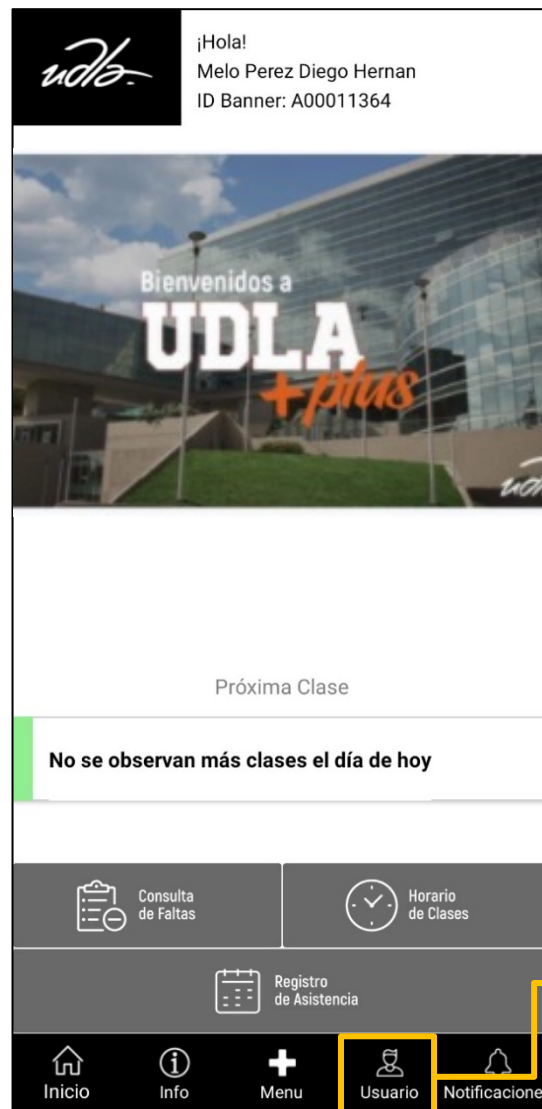 udla-
¡Hola!
Melo Perez Diego Hernan
ID Banner: A00011364
Bienvenidos a
UDLA
+plus
Próxima Clase
No se observan más clases el día de hoy
Consulta
de Faltas
Horario
de Clases
Registro
de Asistencia
Inicio
Info
Menu
Usuario
Notificacione